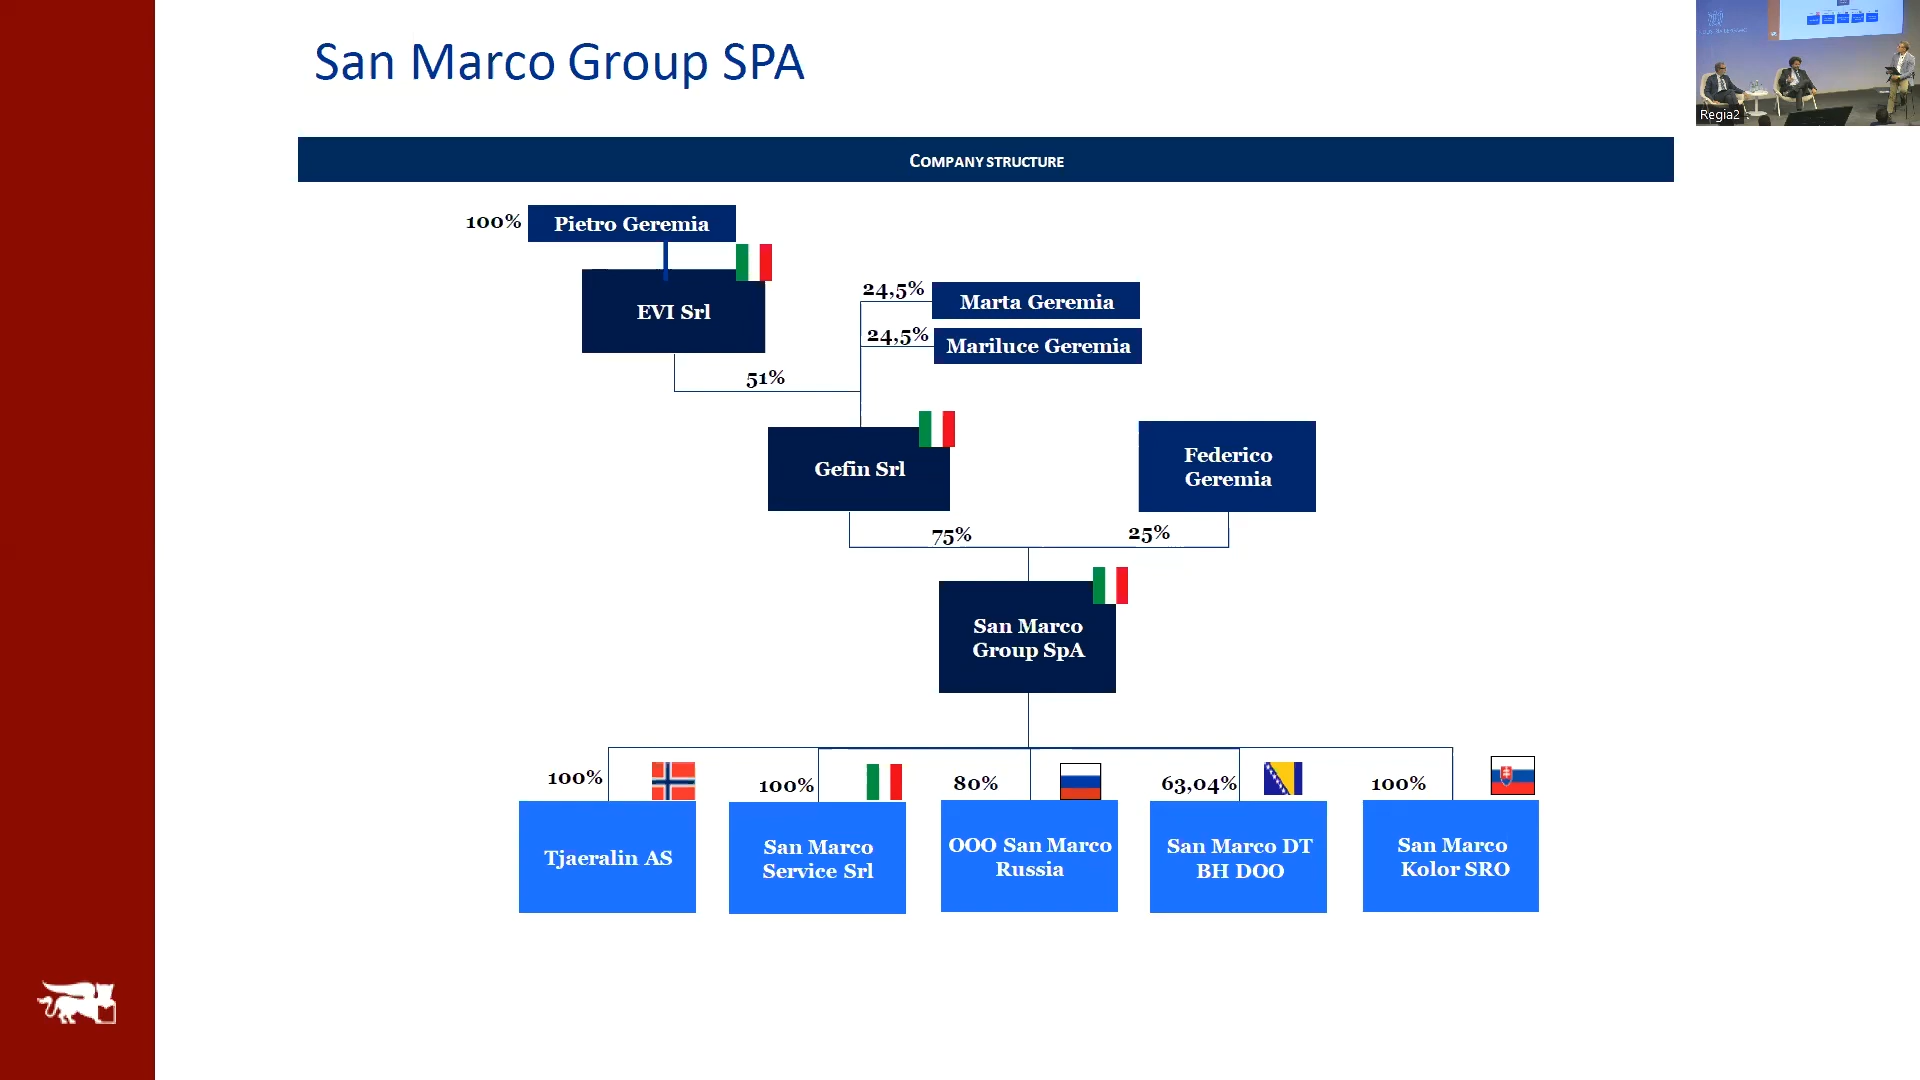 San Marco Group SPA
Regia2
COMPANY STRUCTURE
100%
Pietro Geremia
EVI Srl
24,5%
Marta Geremia
24,5%
Mariluce Geremia
51%
Gefin Srl
Federico
Geremia
75%
25%
San Marco
Group SpA
100%
100%
80%
63,04%
100%
Tjaeralin AS
San Marco
Service Srl
OOO San Marco
Russia
San Marco DT
BH DOO
San Marco
Kolor SRO